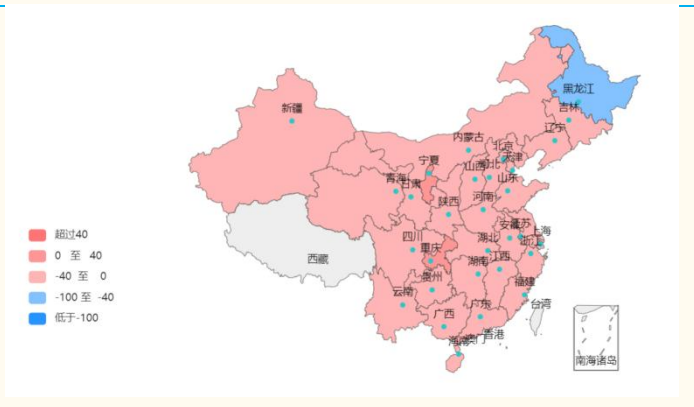 黑龙江
吉林
辽宁
新疆
内蒙古
北京
天津
宁夏
山西
河北
山东
青海
甘肃
陕西
河南
安徽
江苏
上海
四川
重庆
湖北
浙江
西藏
湖南
江西
贵州
福建
云南
台湾
广西
广东
香港
澳门
海南
南海诸岛
超过40
0 至 40
-40 至 0
-100 至 -40
低于-100